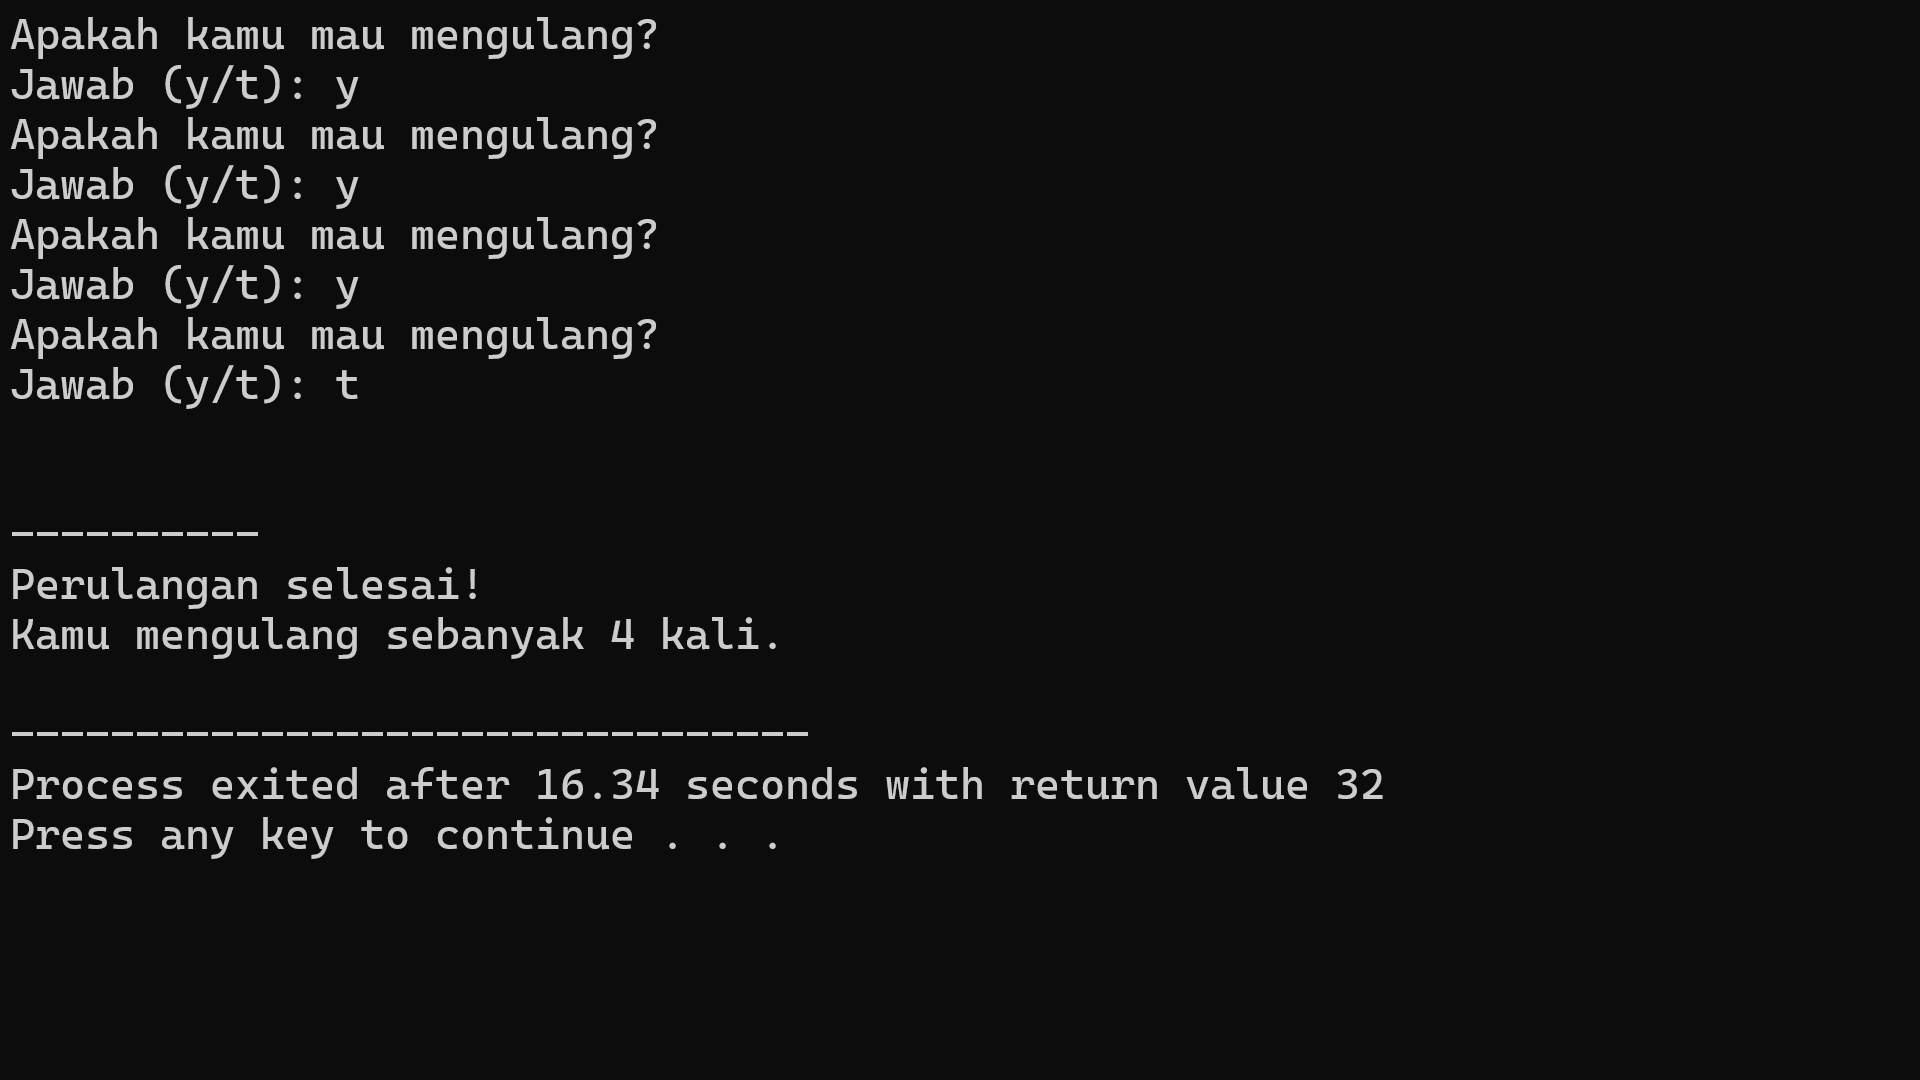 Apakah kamu mau mengulang?
Jawab (y/t): y
Apakah kamu mau mengulang?
Jawab (y/t): y
Apakah kamu mau mengulang?
Jawab (y/t): y
Apakah kamu mau mengulang?
Jawab (y/t): t
----------
Perulangan selesai!
Kamu mengulang sebanyak 4 kali.
--------------------------------
Process exited after 16.34 seconds with return value 32
Press any key to continue . . .